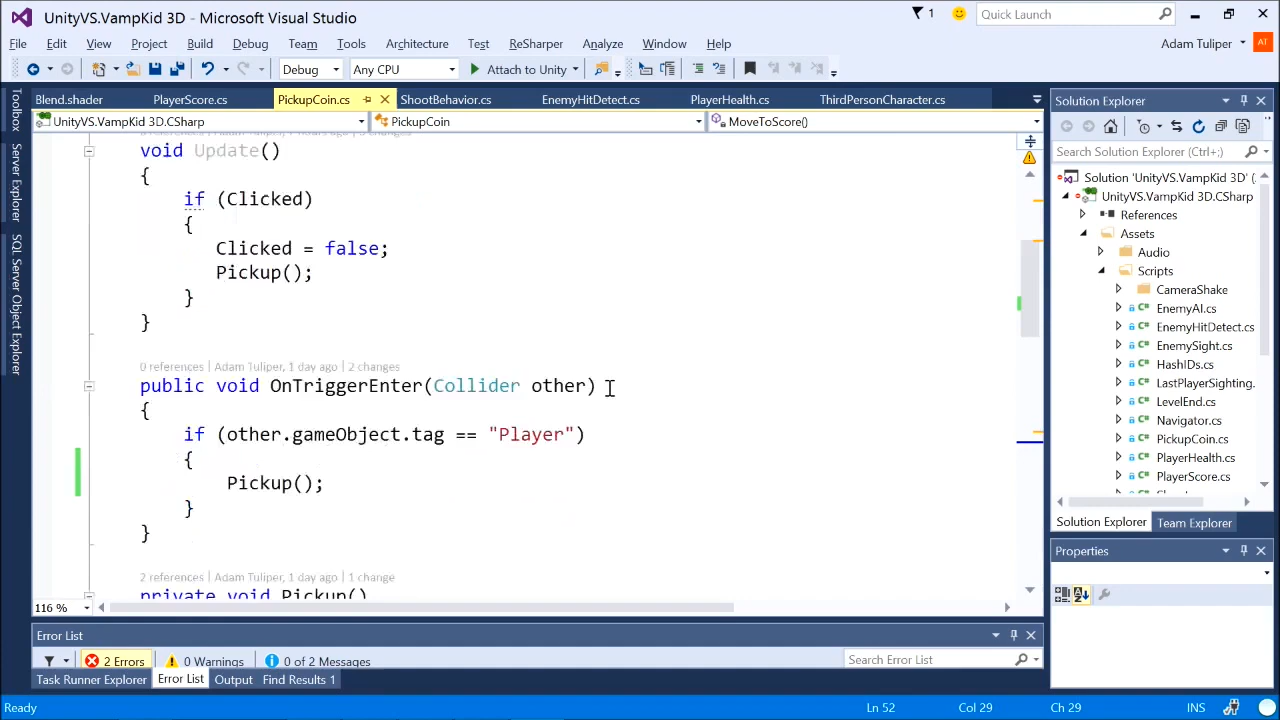 UnityVS.VampKid 3D - Microsoft Visual Studio
1
Quick Launch
File Edit View Project Build Debug Team Tools Architecture Test ReSharper Analyze Window Help
Adam Tuliper
AT
Debug
Any CPU
Attach to Unity
Toolbox
Server Explorer
SQL Server Object Explorer
Blend.shader PlayerScore.cs PickupCoin.cs ShootBehavior.cs EnemyHitDetect.cs PlayerHealth.cs ThirdPersonCharacter.cs
UnityVS.VampKid 3D.CSharp
PickupCoin
MoveToScore()
void Update()
{
if (Clicked)
{
Clicked = false;
Pickup();
}
}
0 references | Adam Tuliper, 1 day ago | 2 changes
public void OnTriggerEnter(Collider other)
{
if (other.gameObject.tag == "Player")
{
Pickup();
}
}
2 references | Adam Tuliper, 1 day ago | 1 change
private void Pickup()
116 %
Solution Explorer
Search Solution Explorer (Ctrl+;)
Solution 'UnityVS.VampKid 3D' (
UnityVS.VampKid 3D.CSharp
References
Assets
Audio
Scripts
CameraShake
EnemyAI.cs
EnemyHitDetect.cs
EnemySight.cs
HashIDs.cs
LastPlayerSighting.
LevelEnd.cs
Navigator.cs
PickupCoin.cs
PlayerHealth.cs
PlayerScore.cs
Solution Explorer Team Explorer
Properties
Error List
2 Errors
0 Warnings
0 of 2 Messages
Search Error List
Task Runner Explorer Error List Output Find Results 1
Ready
Ln 52
Col 29
Ch 29
INS